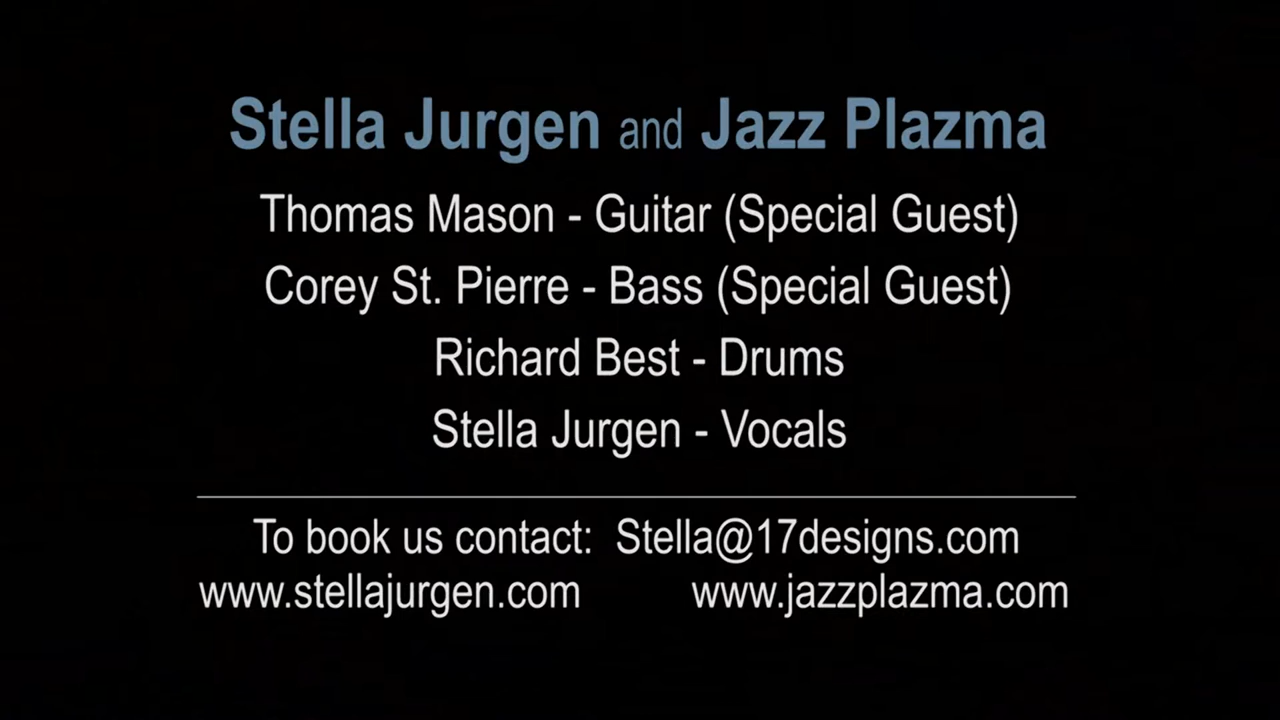 Stella Jurgen and Jazz Plazma
Thomas Mason - Guitar (Special Guest)
Corey St. Pierre - Bass (Special Guest)
Richard Best - Drums
Stella Jurgen - Vocals
To book us contact: Stella@17designs.com
www.stellajurgen.com www.jazzplazma.com